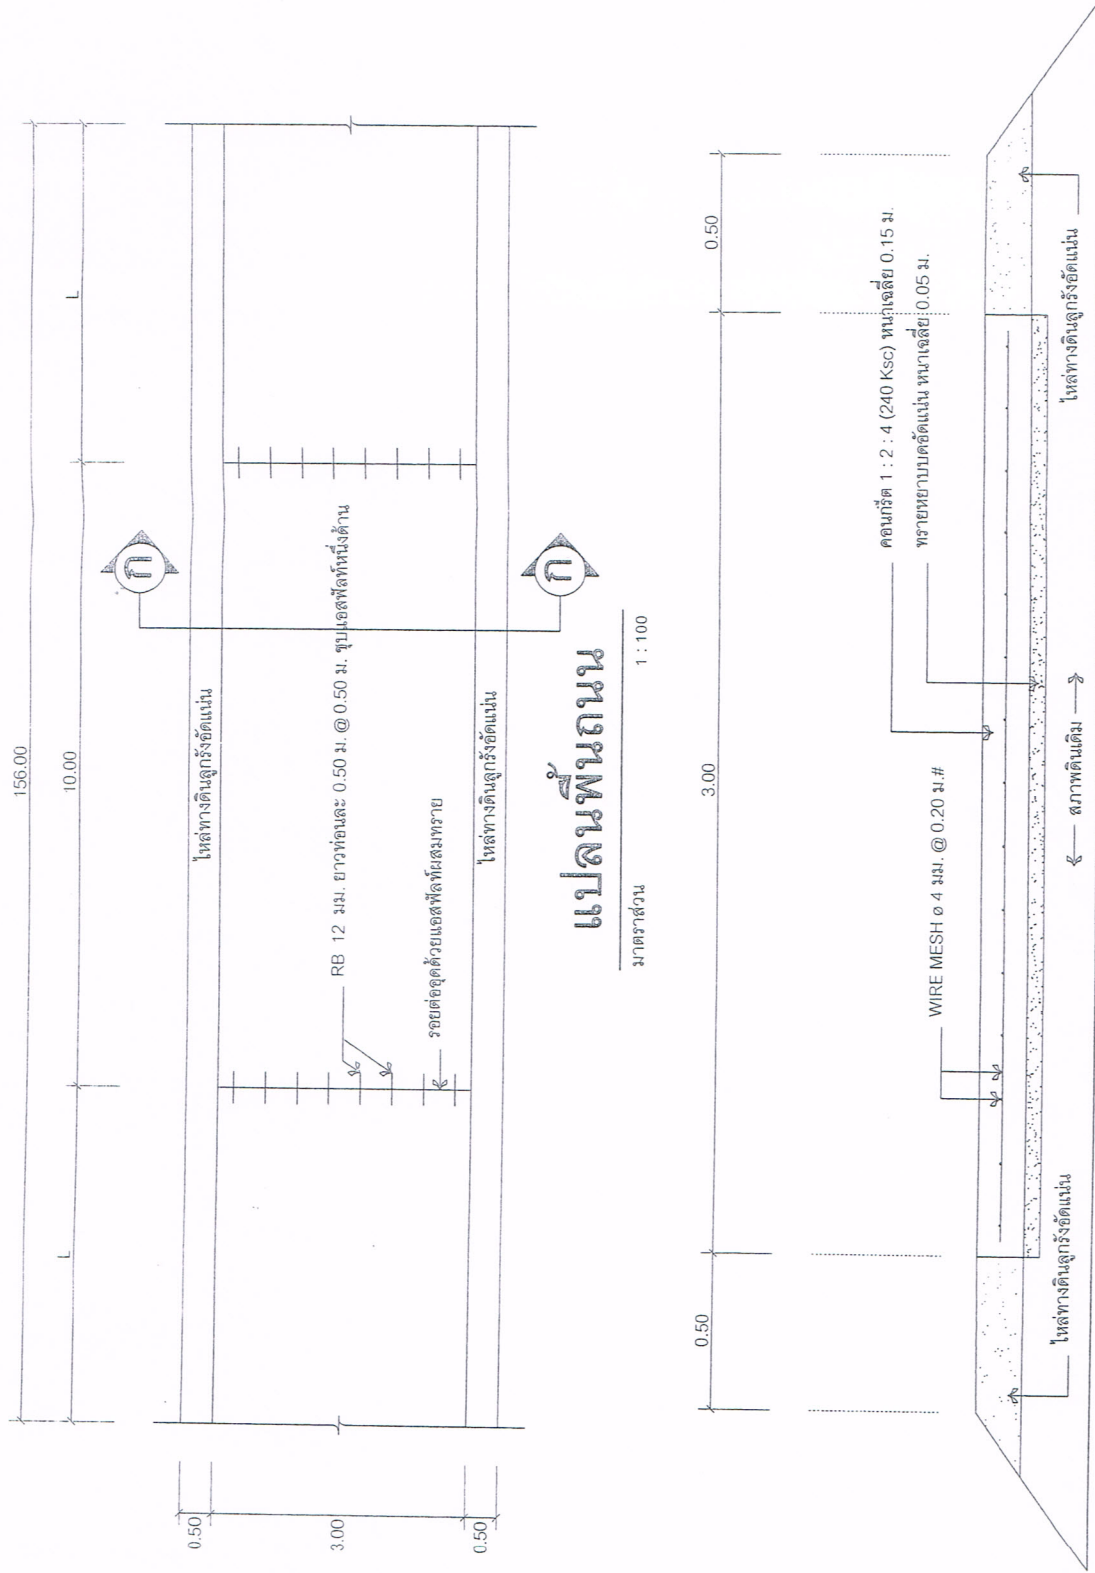 156.00
L
10.00
L
ก
ไหล่ทางดินลูกรังอัดแน่น
RB 12 มม. ยาวท่อนละ 0.50 ม. @ 0.50 ม. ชุบแอสฟัลท์หนึ่งด้าน
รอยต่ออุดด้วยแอสฟัลท์ผสมทราย
ไหล่ทางดินลูกรังอัดแน่น
0.50
3.00
0.50
ก
แปลนพื้นถนน
มาตราส่วน 1 : 100
0.50
3.00
0.50
คอนกรีต 1 : 2 : 4 (240 Ksc) หนาเฉลี่ย 0.15 ม.
ทรายหยาบบดอัดแน่น หนาเฉลี่ย 0.05 ม.
WIRE MESH ø 4 มม. @ 0.20 ม.#
ไหล่ทางดินลูกรังอัดแน่น
สภาพดินเดิม
ไหล่ทางดินลูกรังอัดแน่น